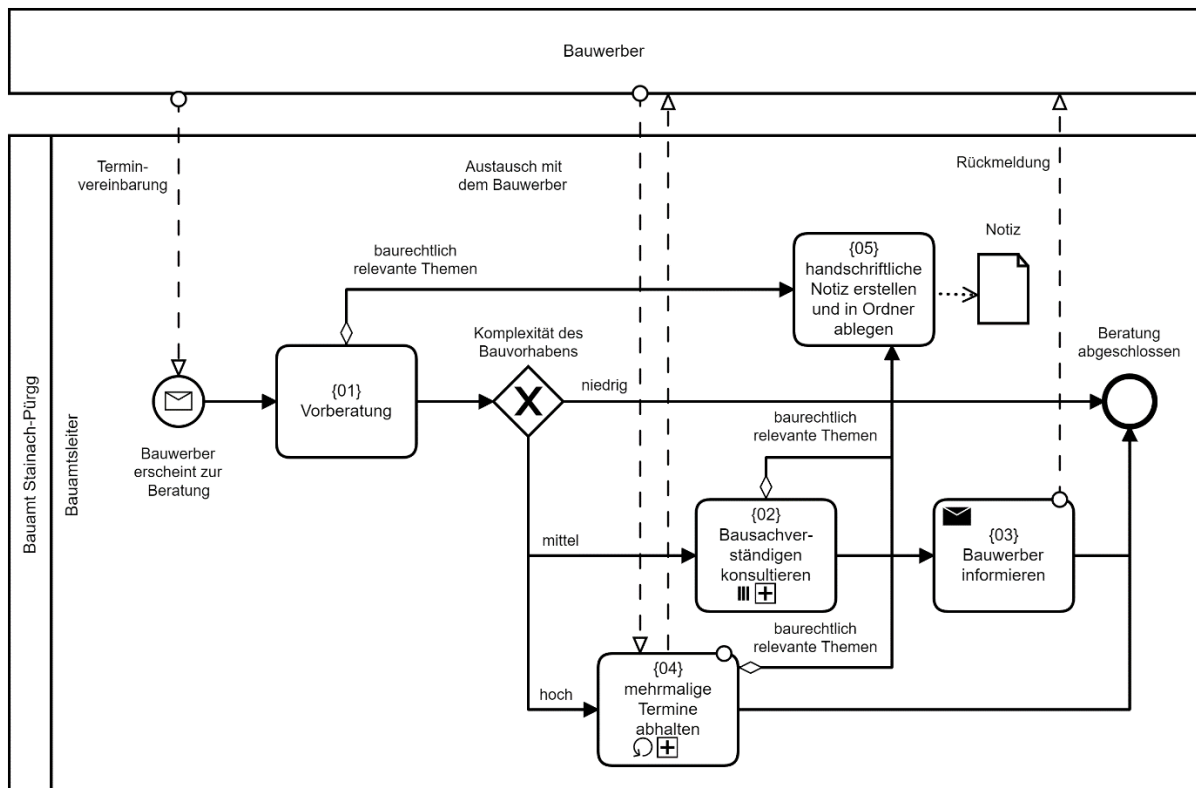 Bauwerber
Bauamt Stainach-Pürgg
Bauamtsleiter
Termin-
vereinbarung
Austausch mit
dem Bauwerber
Rückmeldung
baurechtlich
relevante Themen
{05}
handschriftliche
Notiz erstellen
und in Ordner
ablegen
Notiz
Bauwerber
erscheint zur
Beratung
{01}
Vorberatung
Komplexität des
Bauvorhabens
niedrig
Beratung
abgeschlossen
baurechtlich
relevante Themen
mittel
{02}
Bausachver-
ständigen
konsultieren
{03}
Bauwerber
informieren
baurechtlich
relevante Themen
hoch
{04}
mehrmalige
Termine
abhalten